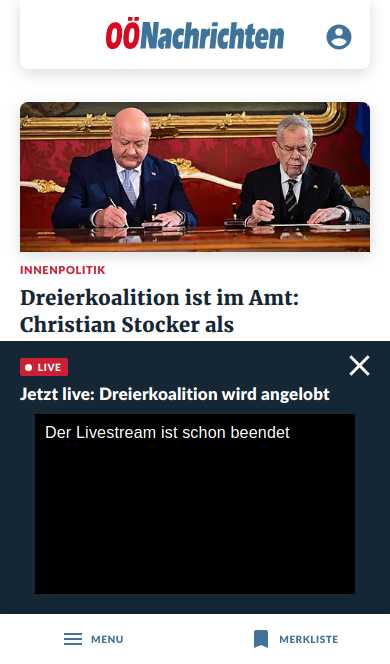 OÖNachrichten
INNENPOLITIK
Dreierkoalition ist im Amt:
Christian Stocker als
LIVE
Jetzt live: Dreierkoalition wird angelobt
Der Livestream ist schon beendet
MENU
MERKLISTE